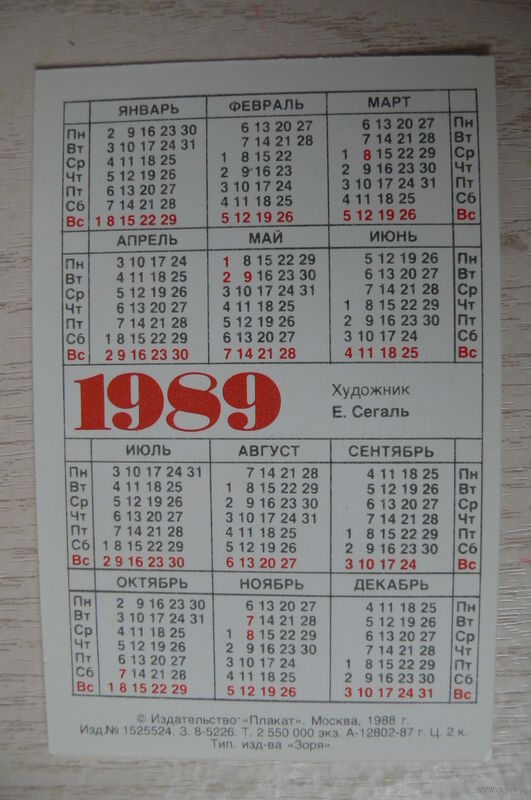 ЯНВАРЬ ФЕВРАЛЬ МАРТ
Пн 2 9 16 23 30 6 13 20 27 6 13 20 27 Пн
Вт 3 10 17 24 31 7 14 21 28 7 14 21 28 Вт
Ср 4 11 18 25 1 8 15 22 1 8 15 22 29 Ср
Чт 5 12 19 26 2 9 16 23 2 9 16 23 30 Чт
Пт 6 13 20 27 3 10 17 24 3 10 17 24 31 Пт
Сб 7 14 21 28 4 11 18 25 4 11 18 25 Сб
Вс 1 8 15 22 29 5 12 19 26 5 12 19 26 Вс
АПРЕЛЬ МАЙ ИЮНЬ
Пн 3 10 17 24 1 8 15 22 29 5 12 19 26 Пн
Вт 4 11 18 25 2 9 16 23 30 6 13 20 27 Вт
Ср 5 12 19 26 3 10 17 24 31 7 14 21 28 Ср
Чт 6 13 20 27 4 11 18 25 1 8 15 22 29 Чт
Пт 7 14 21 28 5 12 19 26 2 9 16 23 30 Пт
Сб 1 8 15 22 29 6 13 20 27 3 10 17 24 Сб
Вс 2 9 16 23 30 7 14 21 28 4 11 18 25 Вс
1989
Художник
Е. Сегаль
ИЮЛЬ АВГУСТ СЕНТЯБРЬ
Пн 3 10 17 24 31 7 14 21 28 4 11 18 25 Пн
Вт 4 11 18 25 1 8 15 22 29 5 12 19 26 Вт
Ср 5 12 19 26 2 9 16 23 30 6 13 20 27 Ср
Чт 6 13 20 27 3 10 17 24 31 7 14 21 28 Чт
Пт 7 14 21 28 4 11 18 25 1 8 15 22 29 Пт
Сб 1 8 15 22 29 5 12 19 26 2 9 16 23 30 Сб
Вс 2 9 16 23 30 6 13 20 27 3 10 17 24 Вс
ОКТЯБРЬ НОЯБРЬ ДЕКАБРЬ
Пн 2 9 16 23 30 6 13 20 27 4 11 18 25 Пн
Вт 3 10 17 24 31 7 14 21 28 5 12 19 26 Вт
Ср 4 11 18 25 1 8 15 22 29 6 13 20 27 Ср
Чт 5 12 19 26 2 9 16 23 30 7 14 21 28 Чт
Пт 6 13 20 27 3 10 17 24 1 8 15 22 29 Пт
Сб 7 14 21 28 4 11 18 25 2 9 16 23 30 Сб
Вс 1 8 15 22 29 5 12 19 26 3 10 17 24 31 Вс
© Издательство «Плакат». Москва, 1988 г.
Изд.№ 1525524. З. 8-5226. Т. 2 550 000 экз. А-12802-87 г. Ц. 2 к.
Тип. изд-ва «Зоря».